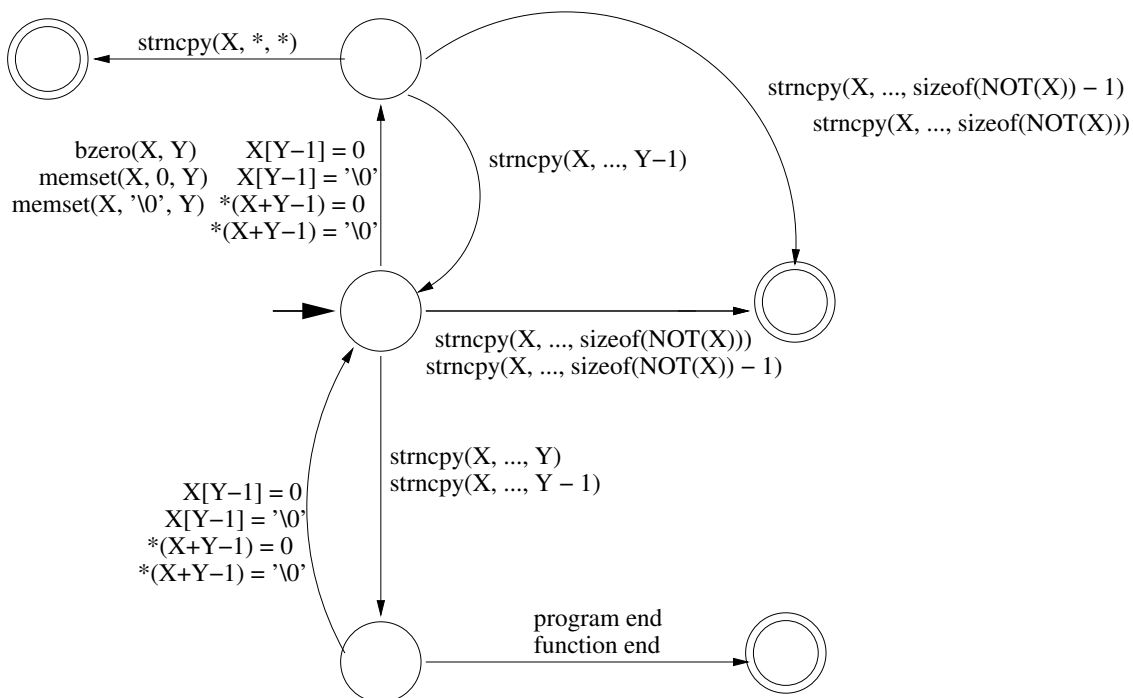 strncpy(X, *, *)
strncpy(X, ..., sizeof(NOT(X)) − 1)
strncpy(X, ..., sizeof(NOT(X)))
bzero(X, Y) X[Y−1] = 0
memset(X, 0, Y) X[Y−1] = '\0'
memset(X, '\0', Y) *(X+Y−1) = 0
*(X+Y−1) = '\0'
strncpy(X, ..., Y−1)
strncpy(X, ..., sizeof(NOT(X)))
strncpy(X, ..., sizeof(NOT(X)) − 1)
strncpy(X, ..., Y)
strncpy(X, ..., Y − 1)
X[Y−1] = 0
X[Y−1] = '\0'
*(X+Y−1) = 0
*(X+Y−1) = '\0'
program end
function end